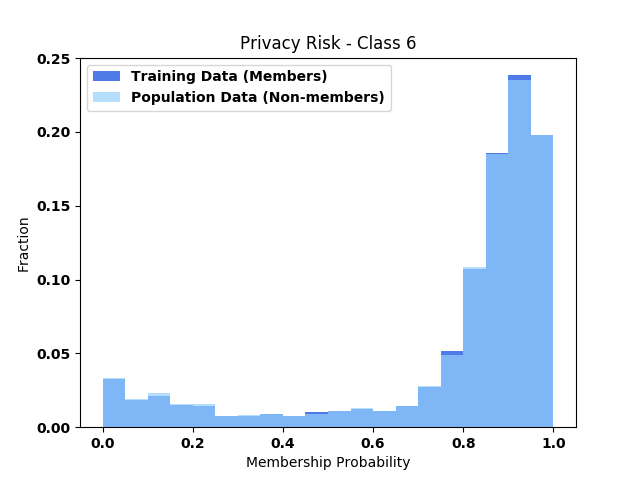 Privacy Risk - Class 6
Training Data (Members)
Population Data (Non-members)
0.25
0.20
0.15
0.10
0.05
0.00
Fraction
0.0 0.2 0.4 0.6 0.8 1.0
Membership Probability